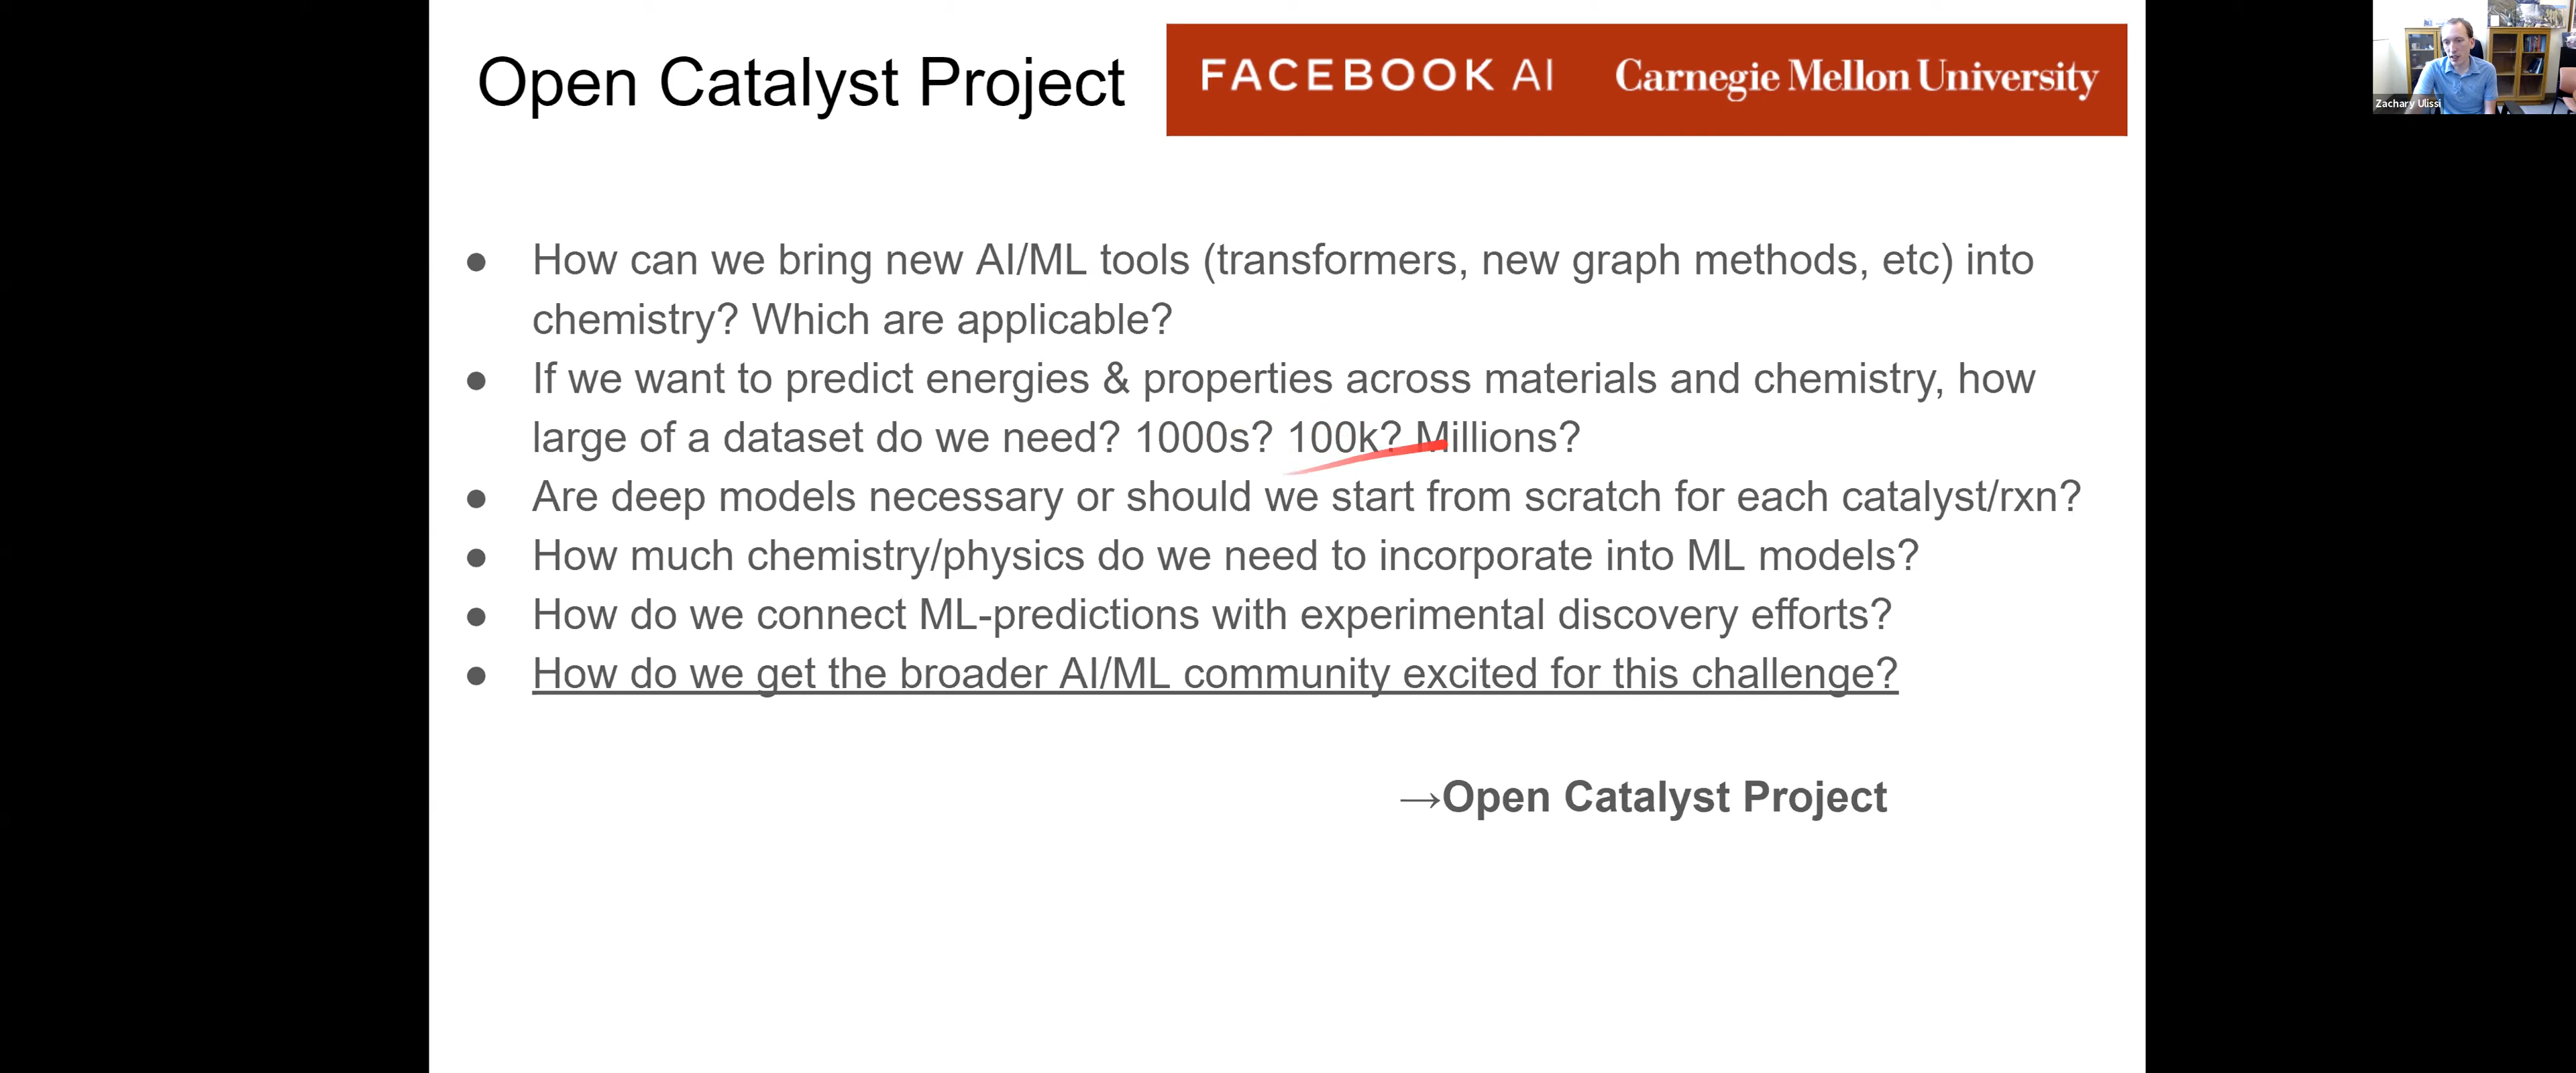 Open Catalyst Project
FACEBOOK AI Carnegie Mellon University
Zachary Ulissi
● How can we bring new AI/ML tools (transformers, new graph methods, etc) into
chemistry? Which are applicable?
● If we want to predict energies & properties across materials and chemistry, how
large of a dataset do we need? 1000s? 100k? Millions?
● Are deep models necessary or should we start from scratch for each catalyst/rxn?
● How much chemistry/physics do we need to incorporate into ML models?
● How do we connect ML-predictions with experimental discovery efforts?
● How do we get the broader AI/ML community excited for this challenge?
→Open Catalyst Project